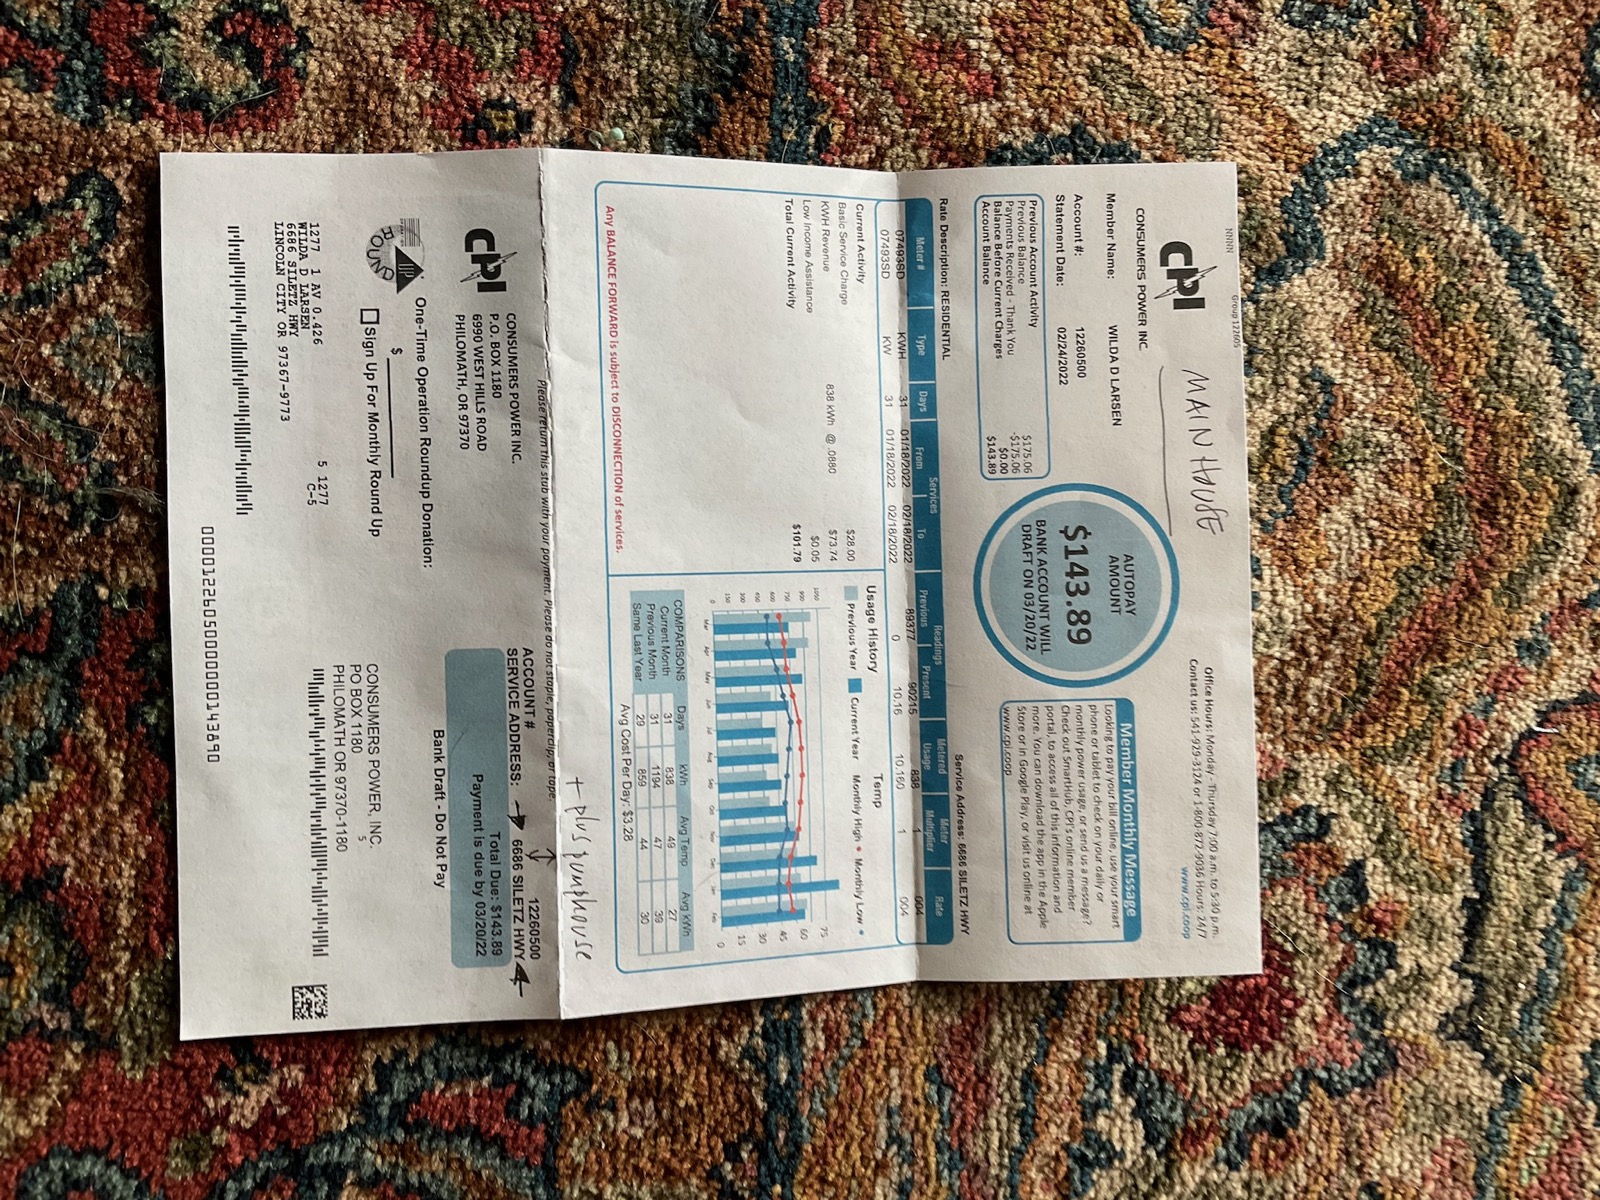 NNNN
Group 122605
MAIN HOUSE
CPI
CONSUMERS POWER INC.
Office Hours: Monday - Thursday 7:00 a.m. to 5:30 p.m.
Contact us: 541-929-3124 or 1-800-872-9036 Hours: 24/7
www.cpi.coop
Member Name: WILDA D LARSEN
Account #: 12260500
Statement Date: 02/24/2022
AUTOPAY
AMOUNT
$143.89
BANK ACCOUNT WILL
DRAFT ON 03/20/22
Previous Account Activity
Previous Balance $175.06
Payments Received - Thank You -$175.06
Balance Before Current Charges $0.00
Account Balance $143.89
Member Monthly Message
Looking to pay your bill online, use your smart
phone or tablet to check on your daily or
monthly power usage, or send us a message?
Check out SmartHub, CPI's online member
portal, to access all of this information and
more. You can download the app in the Apple
Store or in Google Play, or visit us online at
www.cpi.coop
Rate Description: RESIDENTIAL
Service Address: 6686 SILETZ HWY
Meter # Type Days Services From To Readings Previous Present Metered Usage Meter Multiplier Rate
07493SD KWH 31 01/18/2022 02/18/2022 89377 90215 838 1 004
07493SD KW 31 01/18/2022 02/18/2022 0 10.16 10.160 1 004
Current Activity
Basic Service Charge $28.00
KWH Revenue 838 kWh @ .0880 $73.74
Low Income Assistance $0.05
Total Current Activity $101.79
Any BALANCE FORWARD is subject to DISCONNECTION of services.
Usage History Temp
Previous Year Current Year Monthly High Monthly Low
1050
900
750
600
450
300
150
0
75
60
45
30
15
0
Mar Apr May Jun Jul Aug Sep Oct Nov Dec Jan Feb
COMPARISONS Days kWh Avg Temp Avg kWh
Current Month 31 838 49 27
Previous Month 31 1194 47 39
Same Last Year 29 859 44 30
Avg Cost Per Day: $3.28
+ plus pumphouse
Please return this stub with your payment. Please do not staple, paperclip, or tape.
CPI
CONSUMERS POWER INC.
P.O. BOX 1180
6990 WEST HILLS ROAD
PHILOMATH, OR 97370
ACCOUNT # 12260500
SERVICE ADDRESS: 6686 SILETZ HWY
Total Due: $143.89
Payment is due by 03/20/22
Bank Draft - Do Not Pay
ROUND
One-Time Operation Roundup Donation:
$
Sign Up For Monthly Round Up
1277 1 AV 0.426 5 1277
WILDA D LARSEN C-5
6686 SILETZ HWY
LINCOLN CITY OR 97367-9773
CONSUMERS POWER, INC. 5
PO BOX 1180
PHILOMATH OR 97370-1180